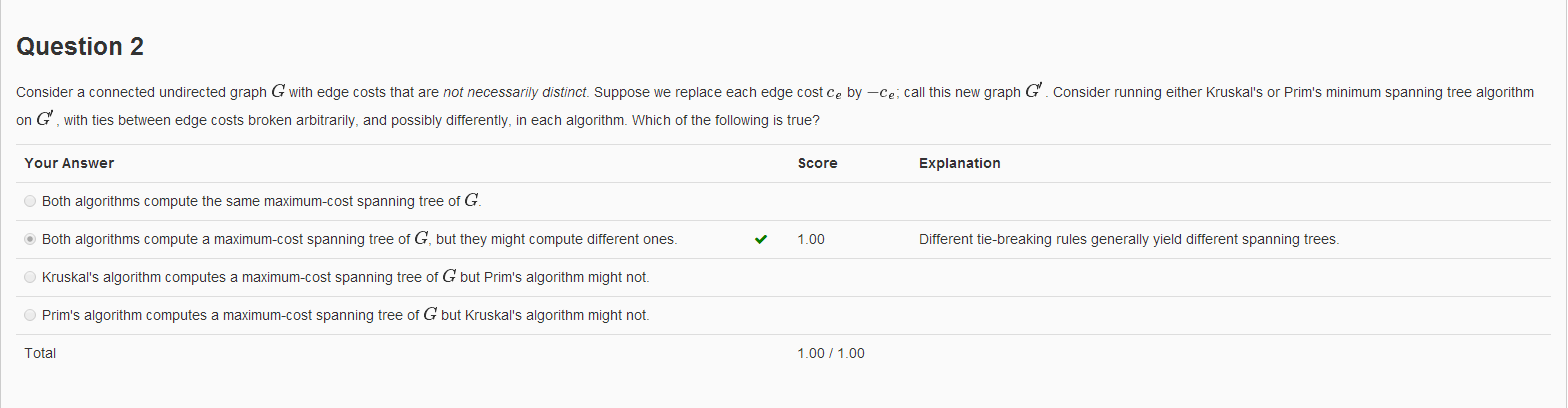 Question 2
Consider a connected undirected graph G with edge costs that are not necessarily distinct. Suppose we replace each edge cost cₑ by −cₑ; call this new graph G′ . Consider running either Kruskal's or Prim's minimum spanning tree algorithm
on G′ , with ties between edge costs broken arbitrarily, and possibly differently, in each algorithm. Which of the following is true?
Your Answer Score Explanation
Both algorithms compute the same maximum-cost spanning tree of G.
Both algorithms compute a maximum-cost spanning tree of G, but they might compute different ones. ✔ 1.00 Different tie-breaking rules generally yield different spanning trees.
Kruskal's algorithm computes a maximum-cost spanning tree of G but Prim's algorithm might not.
Prim's algorithm computes a maximum-cost spanning tree of G but Kruskal's algorithm might not.
Total 1.00 / 1.00